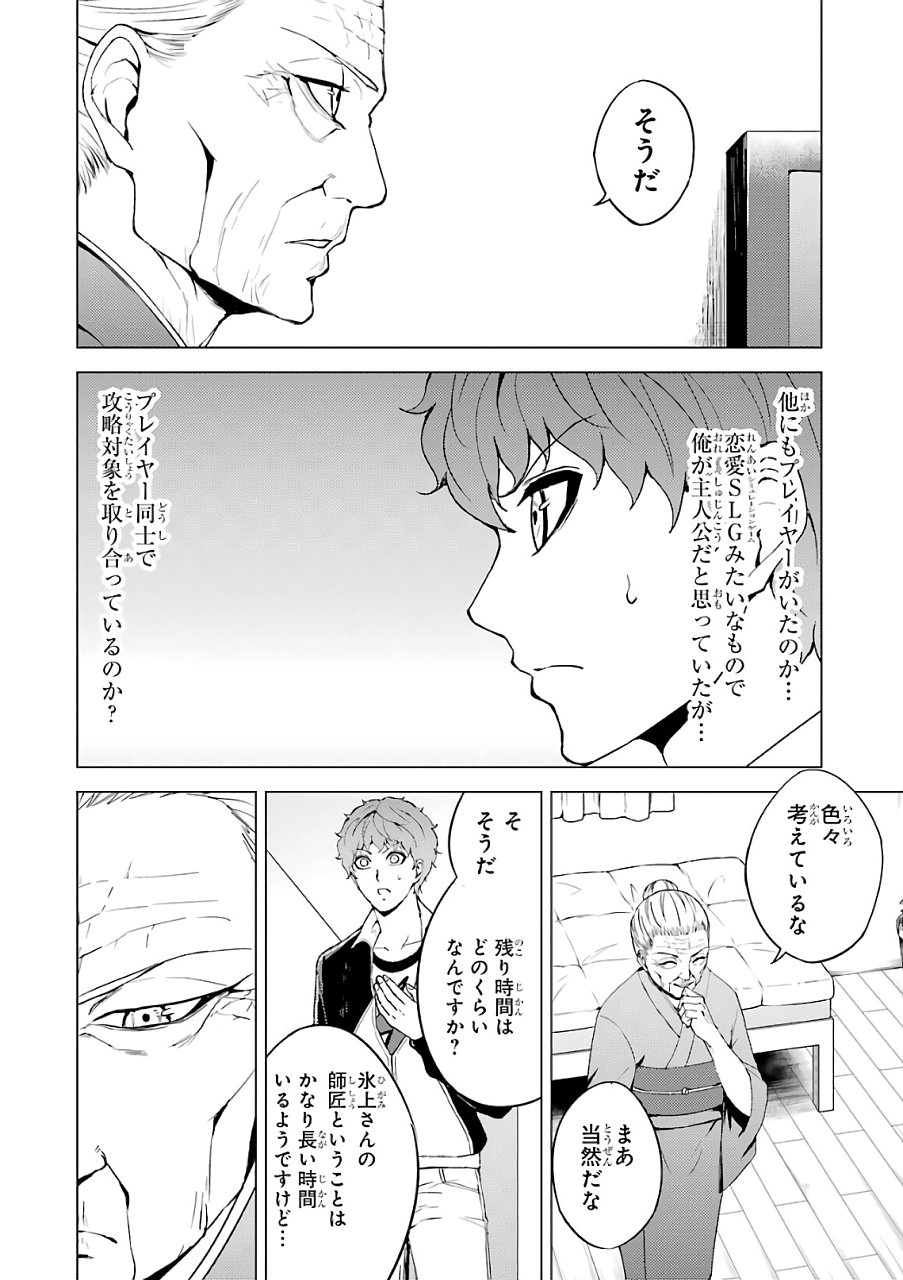 そうだ
他にもプレイヤーがいたのか…
恋愛SLGみたいなもので
俺が主人公だと思っていたが…
プレイヤー同士で
攻略対象を取り合っているのか?
色々
考えているな
まあ
当然だな
そ
そうだ
残り時間は
どのくらい
なんですか?
氷上さんの
師匠ということは
かなり長い時間
いるようですけど…